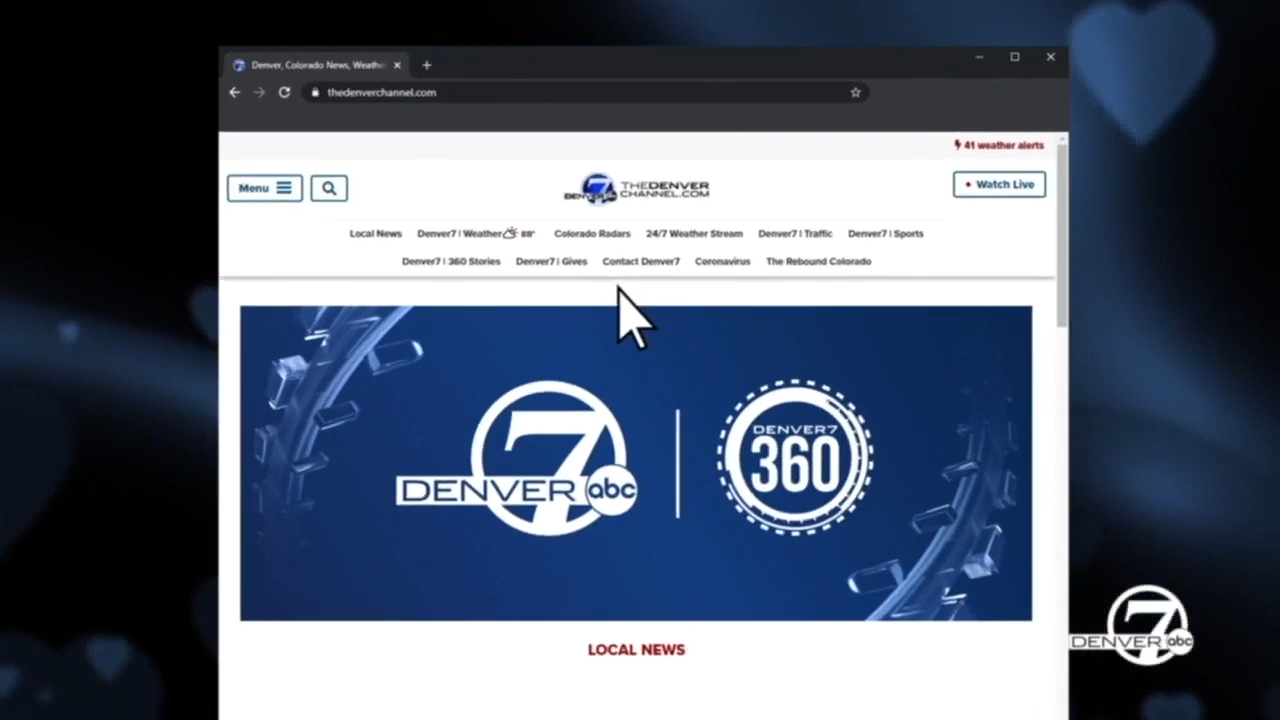 Denver, Colorado News, Weathe
thedenverchannel.com
41 weather alerts
Menu
7 DENVER THEDENVER CHANNEL.COM
Watch Live
Local News Denver7 | Weather 88° Colorado Radars 24/7 Weather Stream Denver7 | Traffic Denver7 | Sports
Denver7 | 360 Stories Denver7 | Gives Contact Denver7 Coronavirus The Rebound Colorado
7
DENVER abc
DENVER7
360
LOCAL NEWS
7
DENVER abc